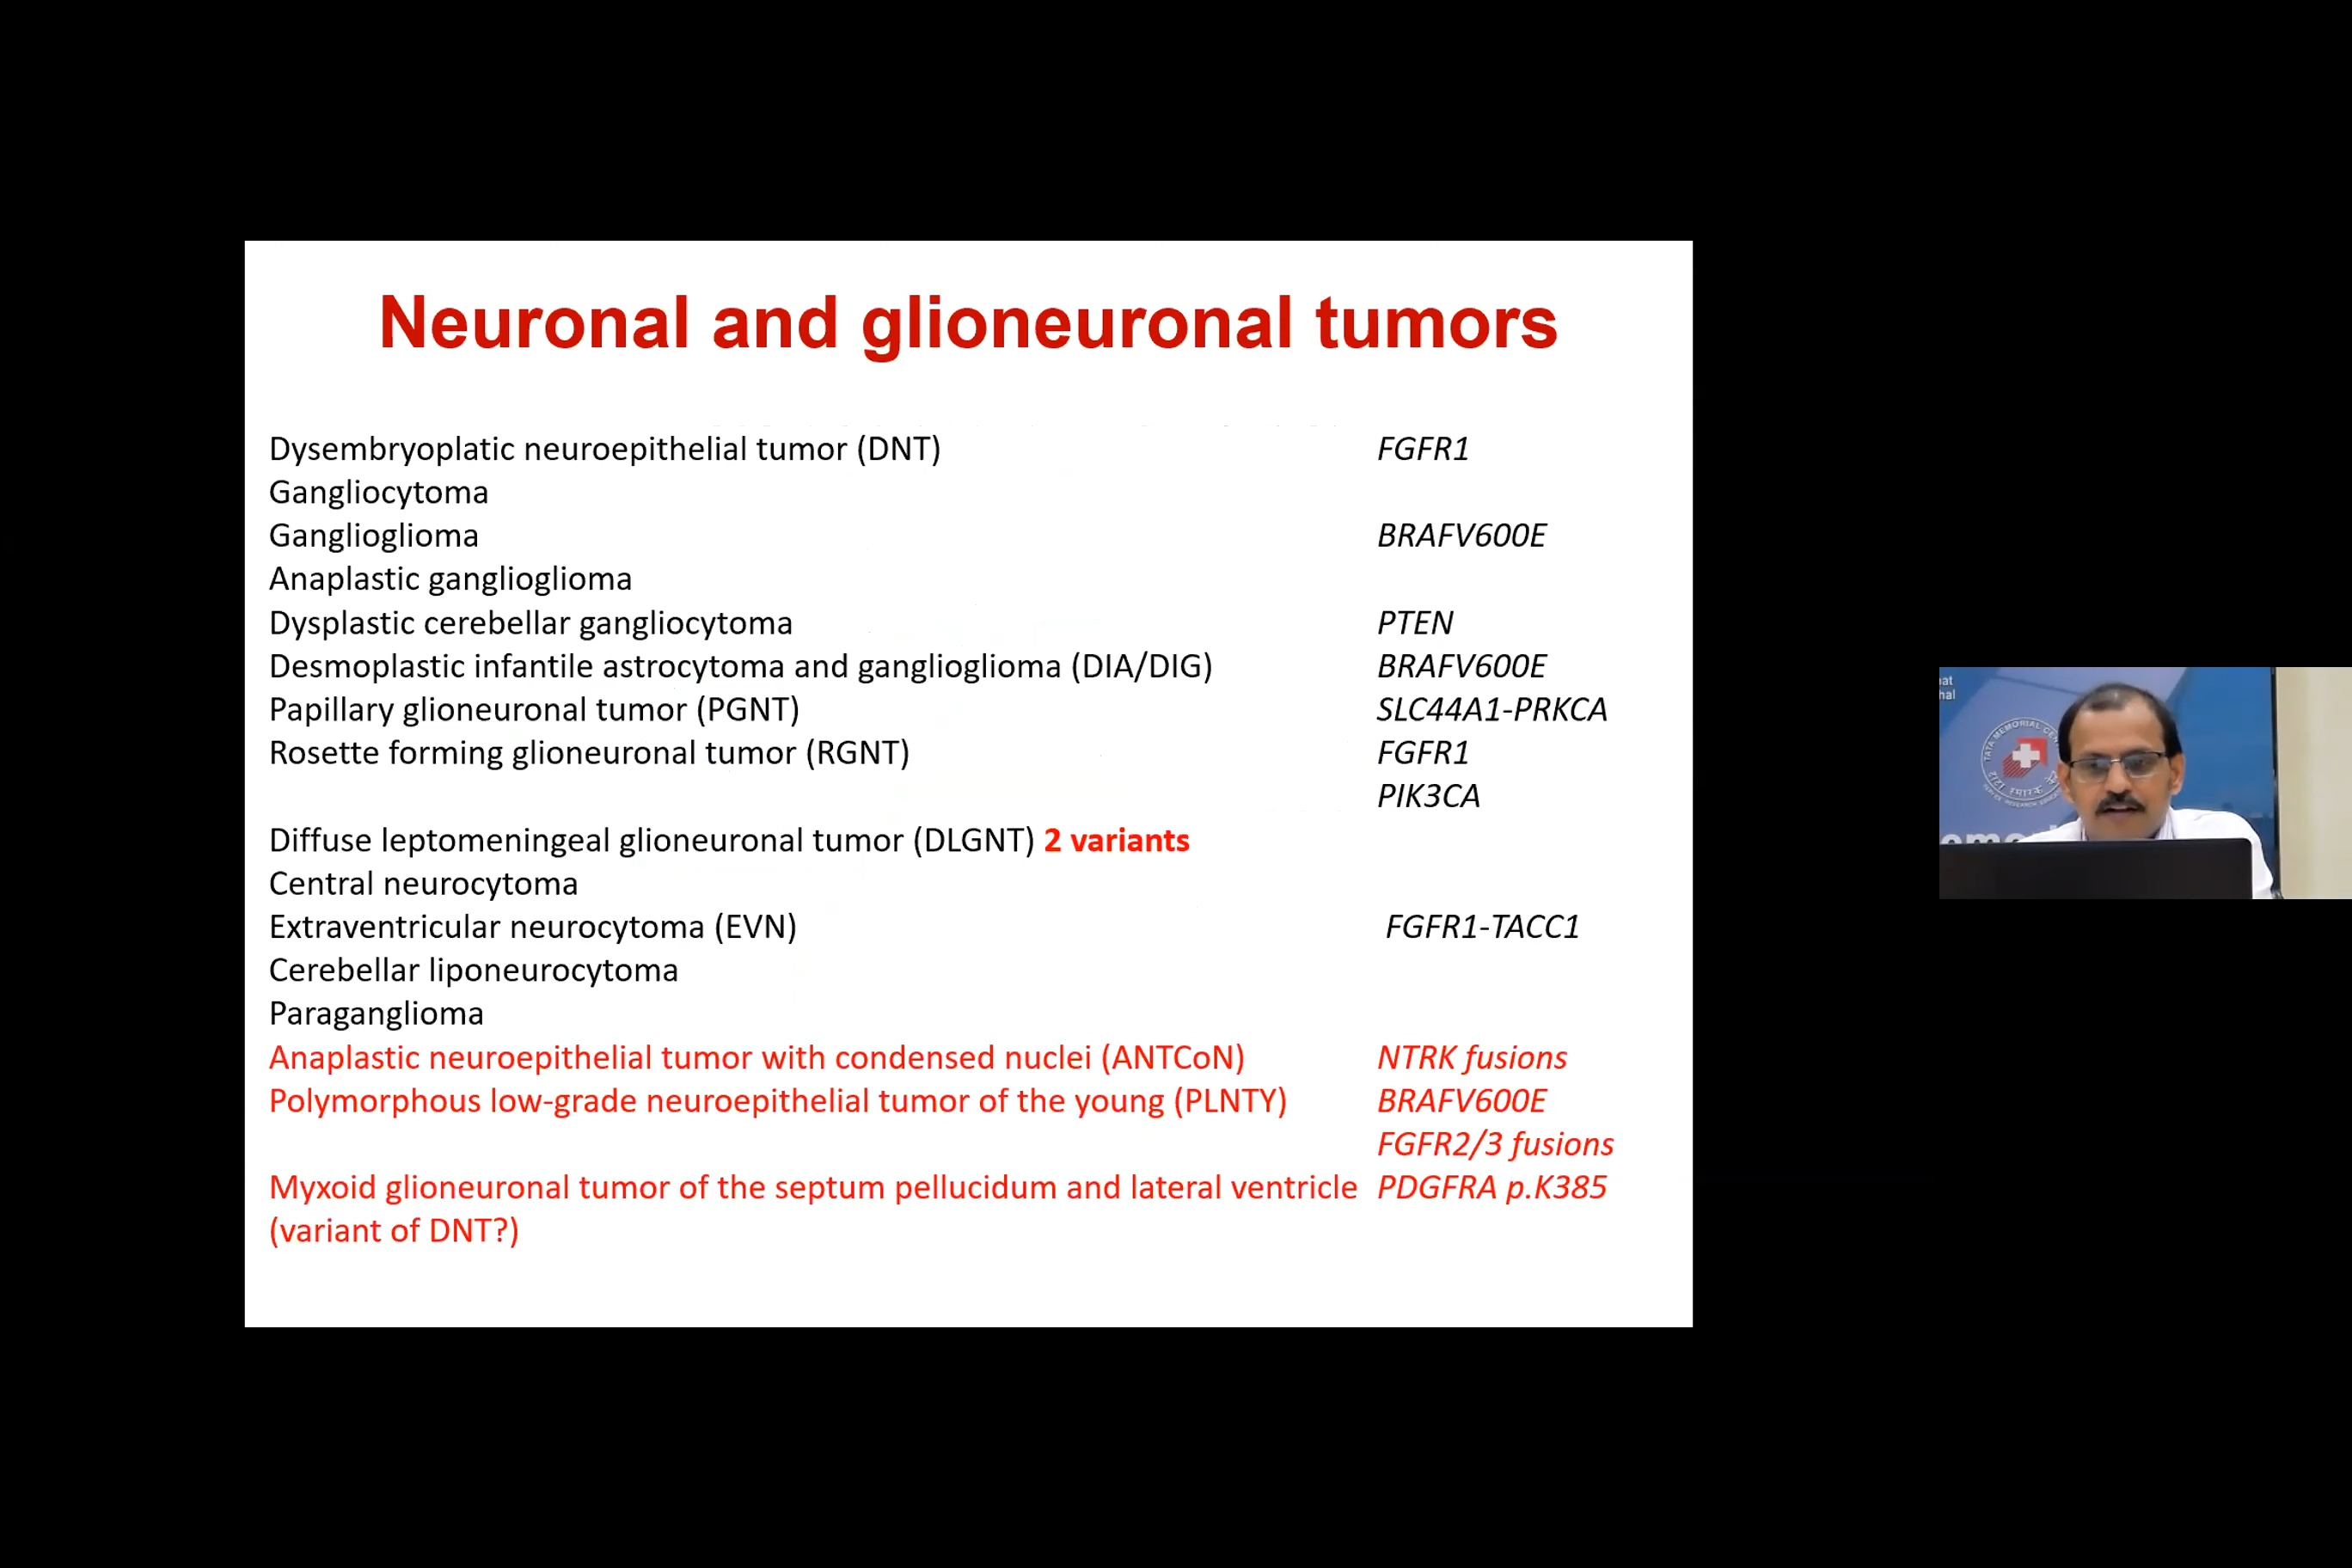 Neuronal and glioneuronal tumors
Dysembryoplatic neuroepithelial tumor (DNT) FGFR1
Gangliocytoma
Ganglioglioma BRAFV600E
Anaplastic ganglioglioma
Dysplastic cerebellar gangliocytoma PTEN
Desmoplastic infantile astrocytoma and ganglioglioma (DIA/DIG) BRAFV600E
Papillary glioneuronal tumor (PGNT) SLC44A1-PRKCA
Rosette forming glioneuronal tumor (RGNT) FGFR1
PIK3CA
Diffuse leptomeningeal glioneuronal tumor (DLGNT) 2 variants
Central neurocytoma
Extraventricular neurocytoma (EVN) FGFR1-TACC1
Cerebellar liponeurocytoma
Paraganglioma
Anaplastic neuroepithelial tumor with condensed nuclei (ANTCoN) NTRK fusions
Polymorphous low-grade neuroepithelial tumor of the young (PLNTY) BRAFV600E
FGFR2/3 fusions
Myxoid glioneuronal tumor of the septum pellucidum and lateral ventricle PDGFRA p.K385
(variant of DNT?)
TATA MEMORIAL